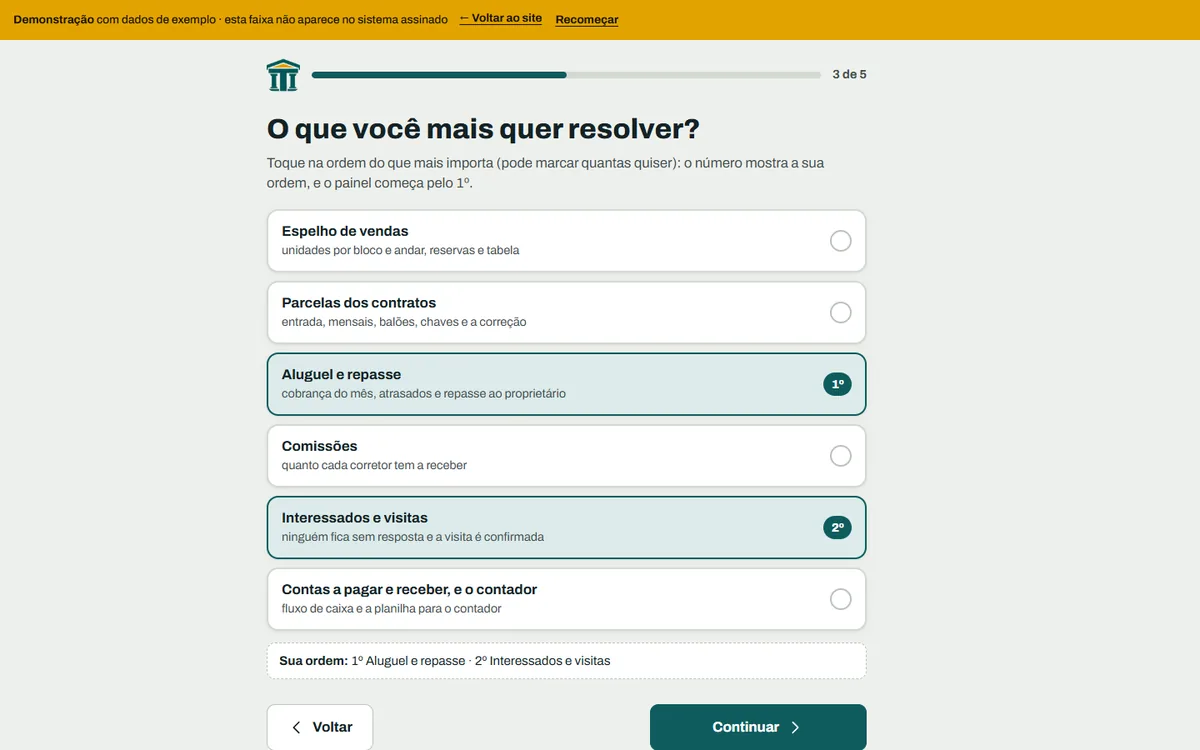 Demonstração com dados de exemplo · esta faixa não aparece no sistema assinado ← Voltar ao site Recomeçar
3 de 5
O que você mais quer resolver?
Toque na ordem do que mais importa (pode marcar quantas quiser): o número mostra a sua
ordem, e o painel começa pelo 1º.
Espelho de vendas
unidades por bloco e andar, reservas e tabela
Parcelas dos contratos
entrada, mensais, balões, chaves e a correção
Aluguel e repasse
cobrança do mês, atrasados e repasse ao proprietário
1º
Comissões
quanto cada corretor tem a receber
Interessados e visitas
ninguém fica sem resposta e a visita é confirmada
2º
Contas a pagar e receber, e o contador
fluxo de caixa e a planilha para o contador
Sua ordem: 1º Aluguel e repasse · 2º Interessados e visitas
Voltar
Continuar